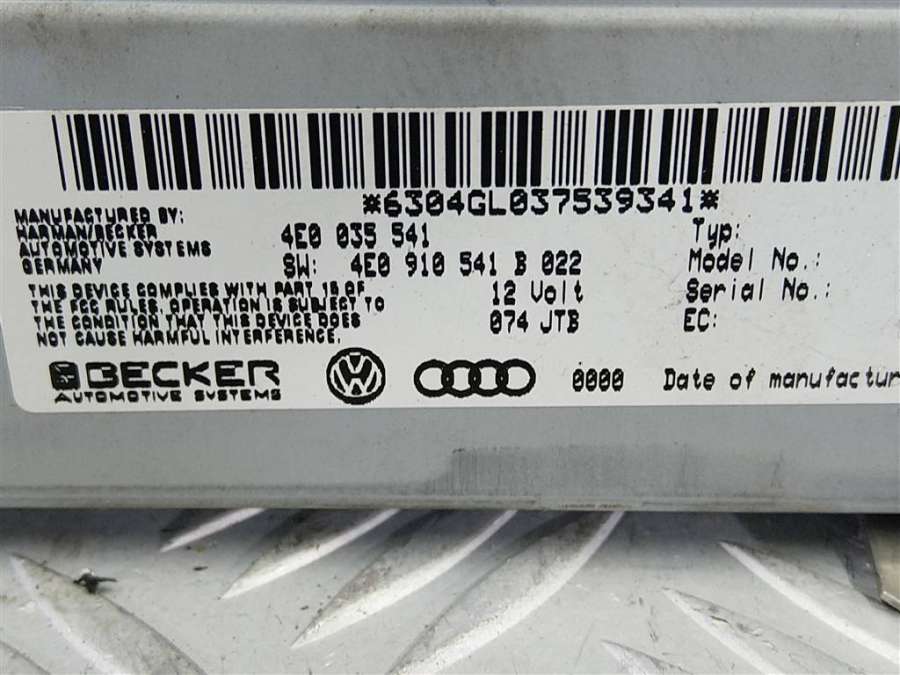 *6304GL037539341*
MANUFACTURED BY:
HARMAN/BECKER
AUTOMOTIVE SYSTEMS
GERMANY
4E0 035 541
SW: 4E0 910 541 B 022
12 Volt
074 JTB
Typ:
Model No.:
Serial No.:
EC:
THIS DEVICE COMPLIES WITH PART 15 OF
THE FCC RULES. OPERATION IS SUBJECT TO
THE CONDITION THAT THIS DEVICE DOES
NOT CAUSE HARMFUL INTERFERENCE.
BECKER
AUTOMOTIVE SYSTEMS
VW
0000 Date of manufactur